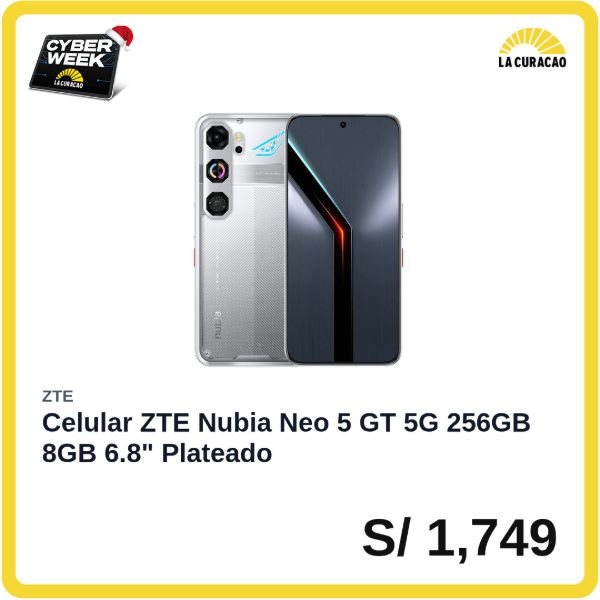 CYBER
WEEK
LA CURACAO
LA CURACAO
nubia
ZTE
Celular ZTE Nubia Neo 5 GT 5G 256GB
8GB 6.8" Plateado
S/ 1,749